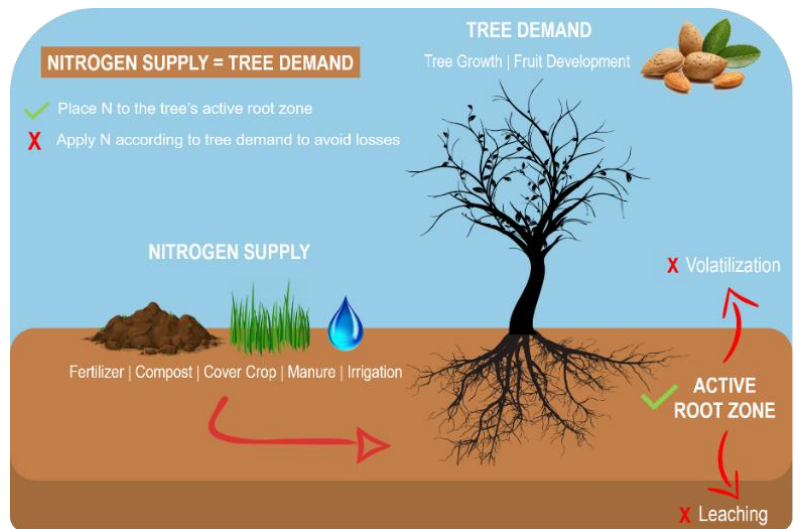 TREE DEMAND
Tree Growth | Fruit Development
NITROGEN SUPPLY = TREE DEMAND
Place N to the tree's active root zone
X Apply N according to tree demand to avoid losses
NITROGEN SUPPLY
Fertilizer | Compost | Cover Crop | Manure | Irrigation
X Volatilization
ACTIVE
ROOT ZONE
X Leaching